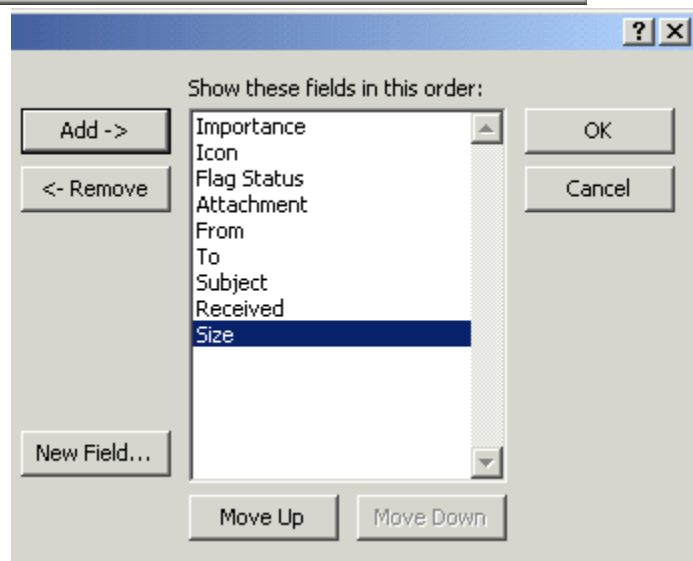 Show these fields in this order:
Add ->
<- Remove
New Field...
Importance
Icon
Flag Status
Attachment
From
To
Subject
Received
Size
OK
Cancel
Move Up
Move Down